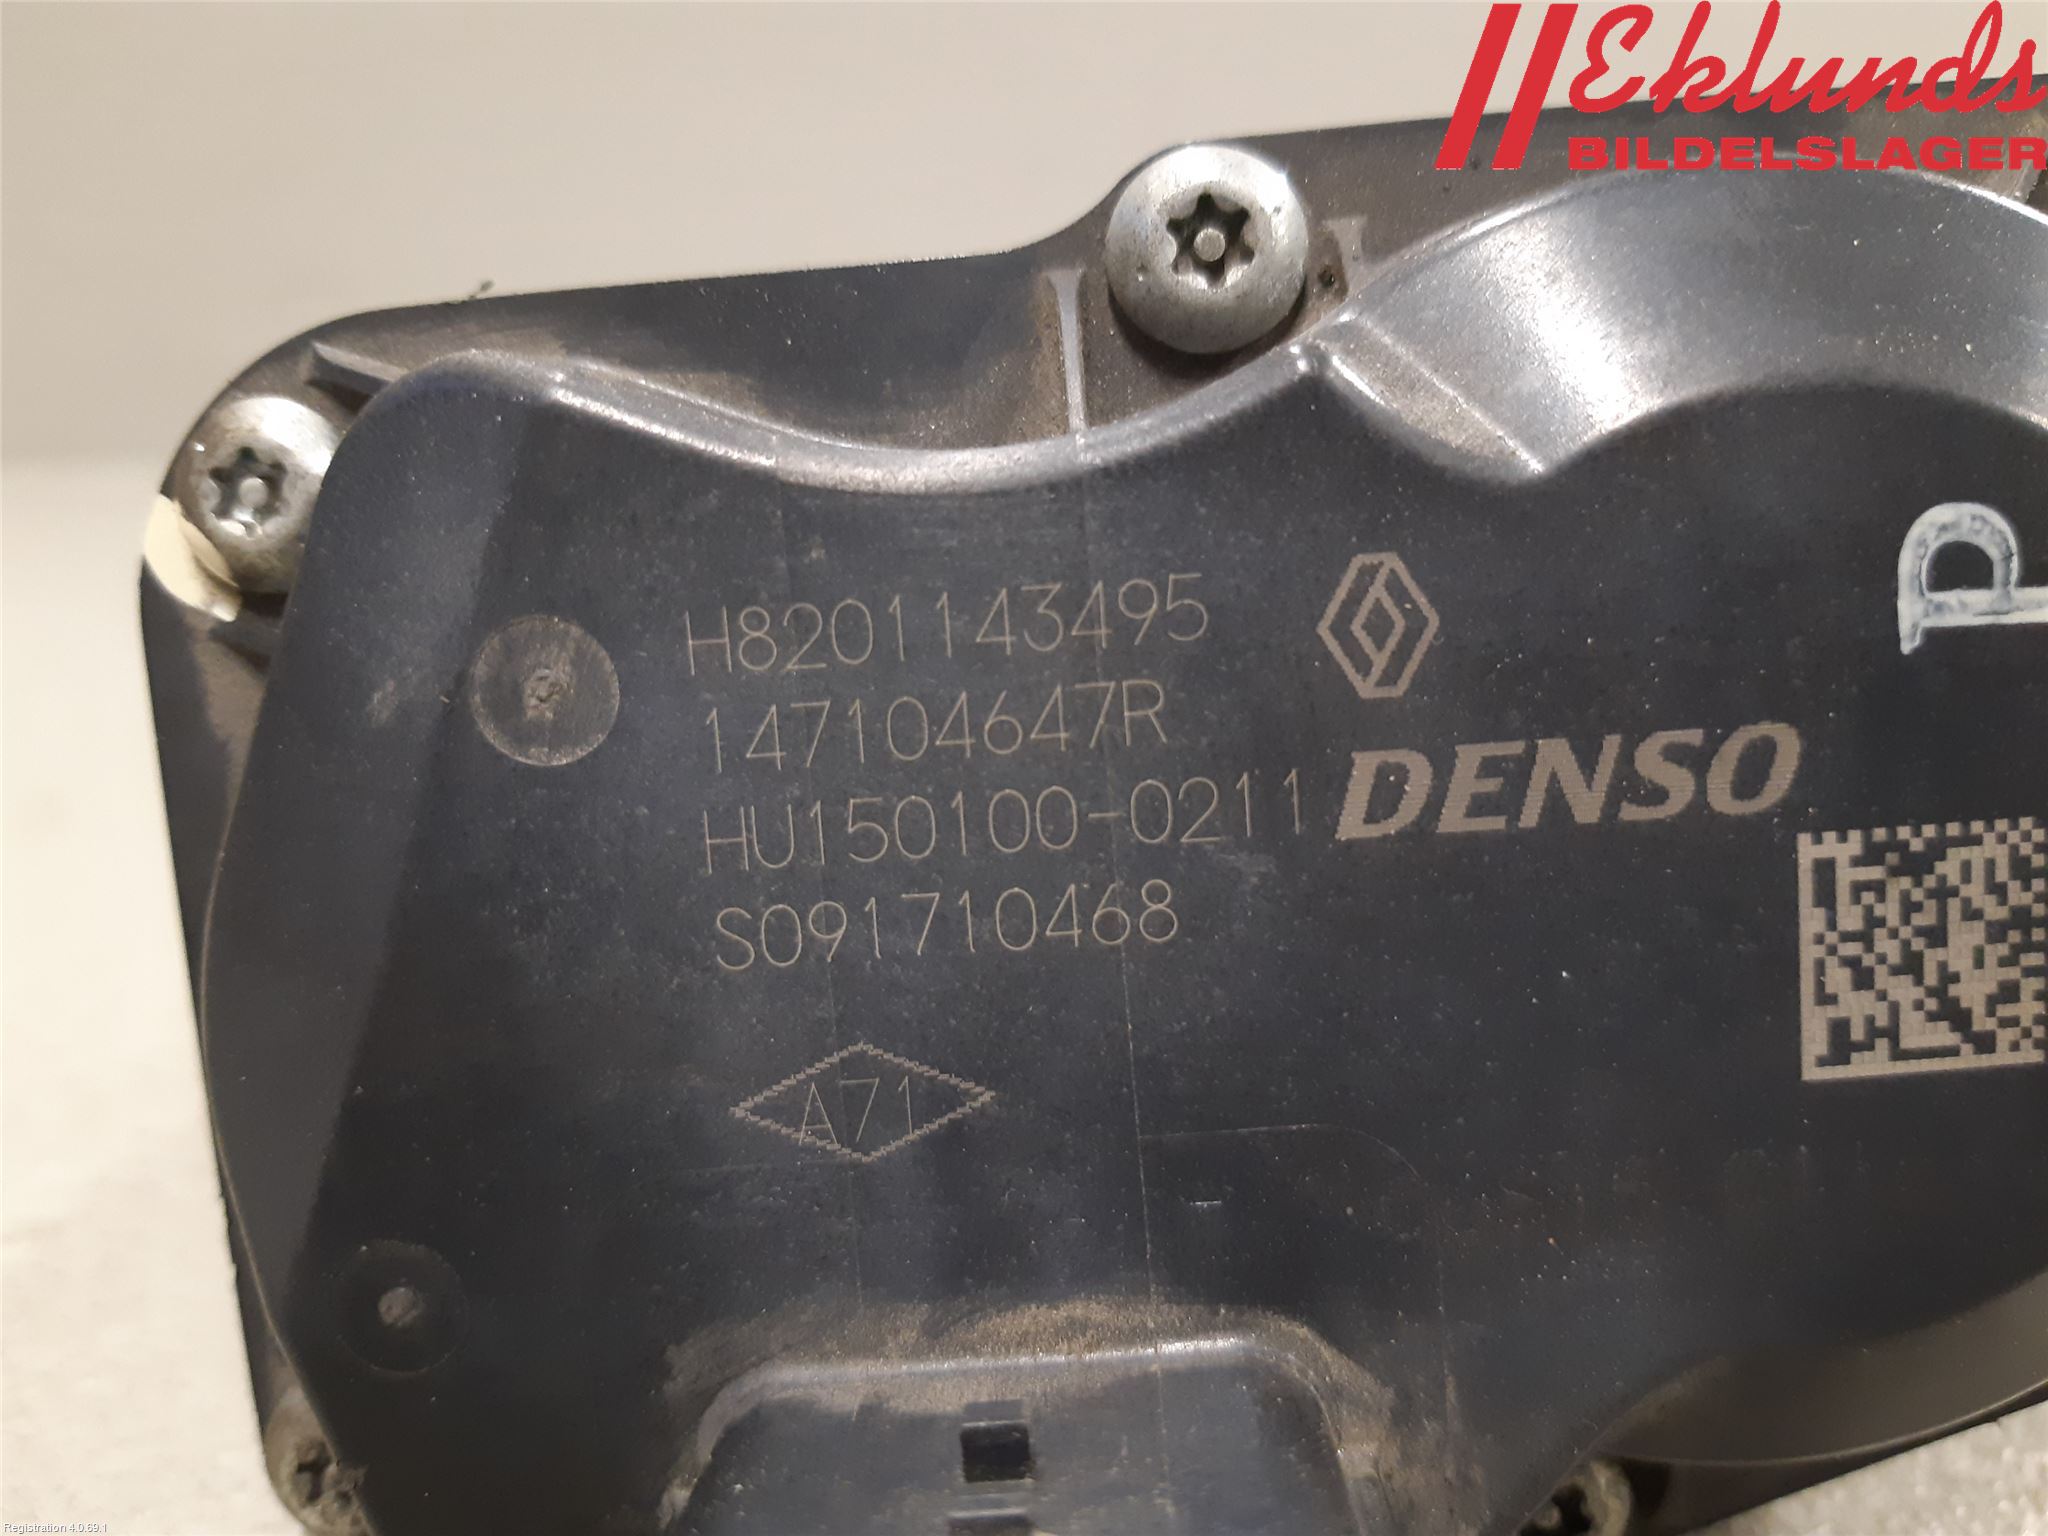 Eklunds
BILDELSLAGER
H8201143495
147104647R
HU150100-0211
DENSO
S091710468
P
A71
Registration 4.0.69.1